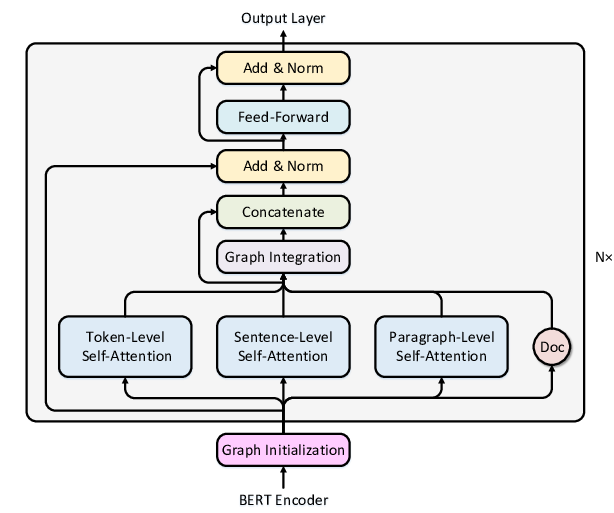 Output Layer
Add & Norm
Feed-Forward
Add & Norm
Concatenate
Graph Integration
N×
Token-Level
Self-Attention
Sentence-Level
Self-Attention
Paragraph-Level
Self-Attention
Doc
Graph Initialization
BERT Encoder